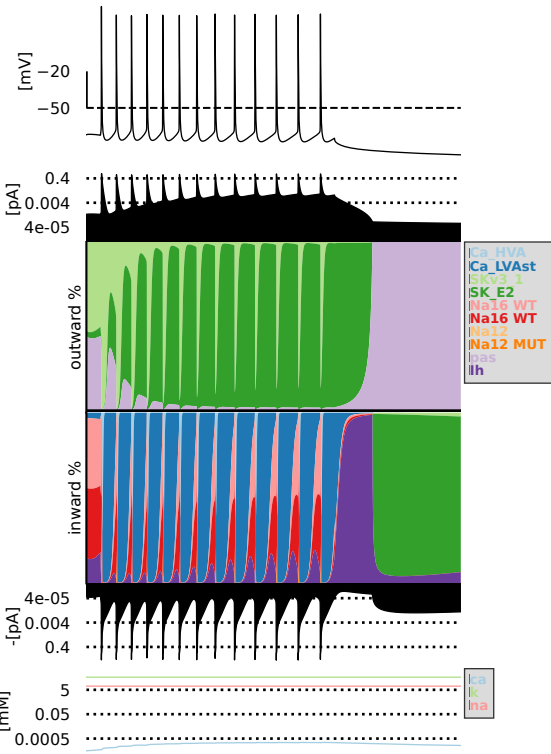 [mV]
−20
−50
[pA]
0.4
0.004
4e-05
outward %
Ca_HVA
Ca_LVAst
SKv3_1
SK_E2
Na16 WT
Na16 WT
Na12
Na12 MUT
pas
Ih
inward %
-[pA]
4e-05
0.004
0.4
[mM]
5
0.05
0.0005
ca
k
na